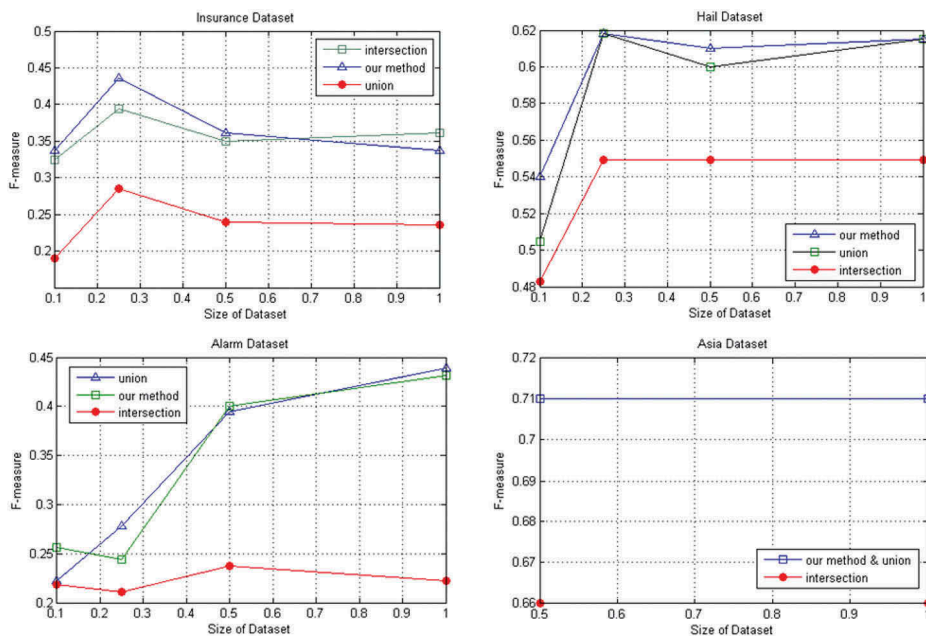 Insurance Dataset
0.5
0.45
0.4
0.35
0.3
0.25
0.2
F-measure
intersection
our method
union
0.1 0.2 0.3 0.4 0.5 0.6 0.7 0.8 0.9 1
Size of Dataset
Hail Dataset
0.62
0.6
0.58
0.56
0.54
0.52
0.5
0.48
F-measure
our method
union
intersection
0.1 0.2 0.3 0.4 0.5 0.6 0.7 0.8 0.9 1
Size of Dataset
Alarm Dataset
0.45
0.4
0.35
0.3
0.25
0.2
F-measure
union
our method
intersection
0.1 0.2 0.3 0.4 0.5 0.6 0.7 0.8 0.9 1
Size of Dataset
Asia Dataset
0.72
0.71
0.7
0.69
0.68
0.67
0.66
F-measure
our method & union
intersection
0.5 0.6 0.7 0.8 0.9 1
Size of Dataset